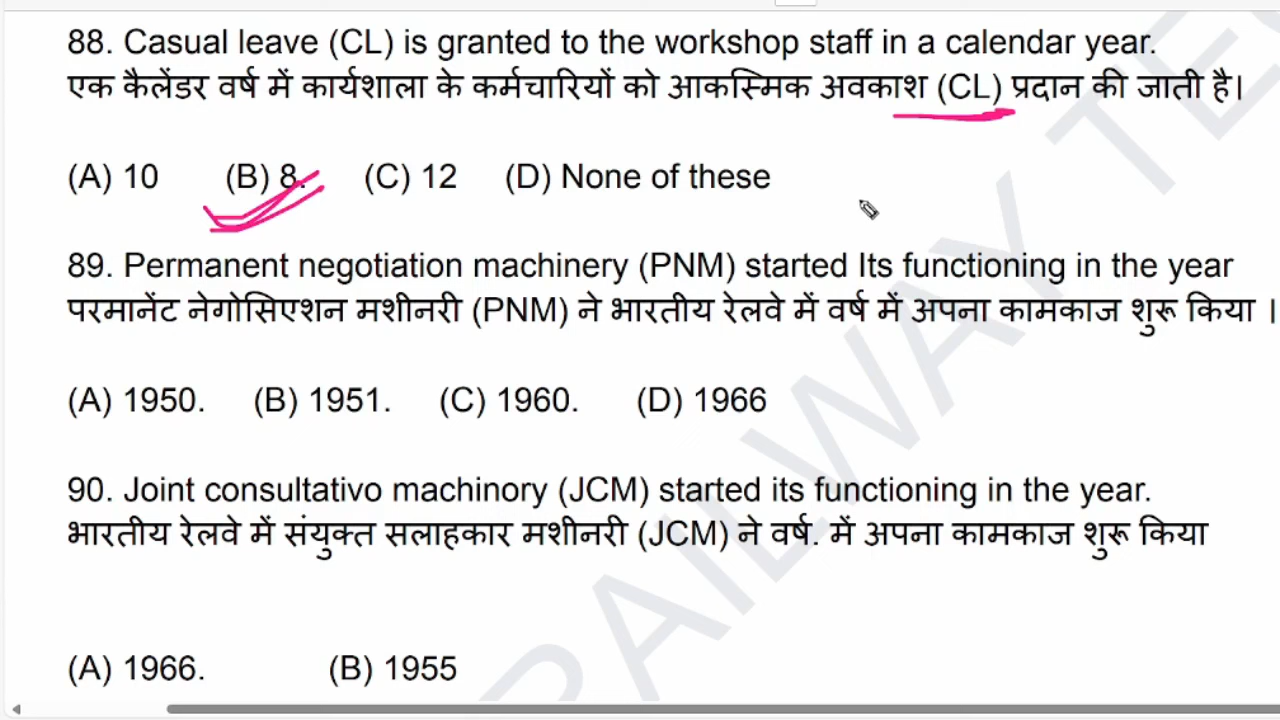 88. Casual leave (CL) is granted to the workshop staff in a calendar year.
एक कैलेंडर वर्ष में कार्यशाला के कर्मचारियों को आकस्मिक अवकाश (CL) प्रदान की जाती है।
(A) 10 (B) 8. (C) 12 (D) None of these
89. Permanent negotiation machinery (PNM) started Its functioning in the year
परमानेंट नेगोसिएशन मशीनरी (PNM) ने भारतीय रेलवे में वर्ष में अपना कामकाज शुरू किया ।
(A) 1950. (B) 1951. (C) 1960. (D) 1966
90. Joint consultativo machinory (JCM) started its functioning in the year.
भारतीय रेलवे में संयुक्त सलाहकार मशीनरी (JCM) ने वर्ष. में अपना कामकाज शुरू किया
(A) 1966. (B) 1955
RAILWAY TE